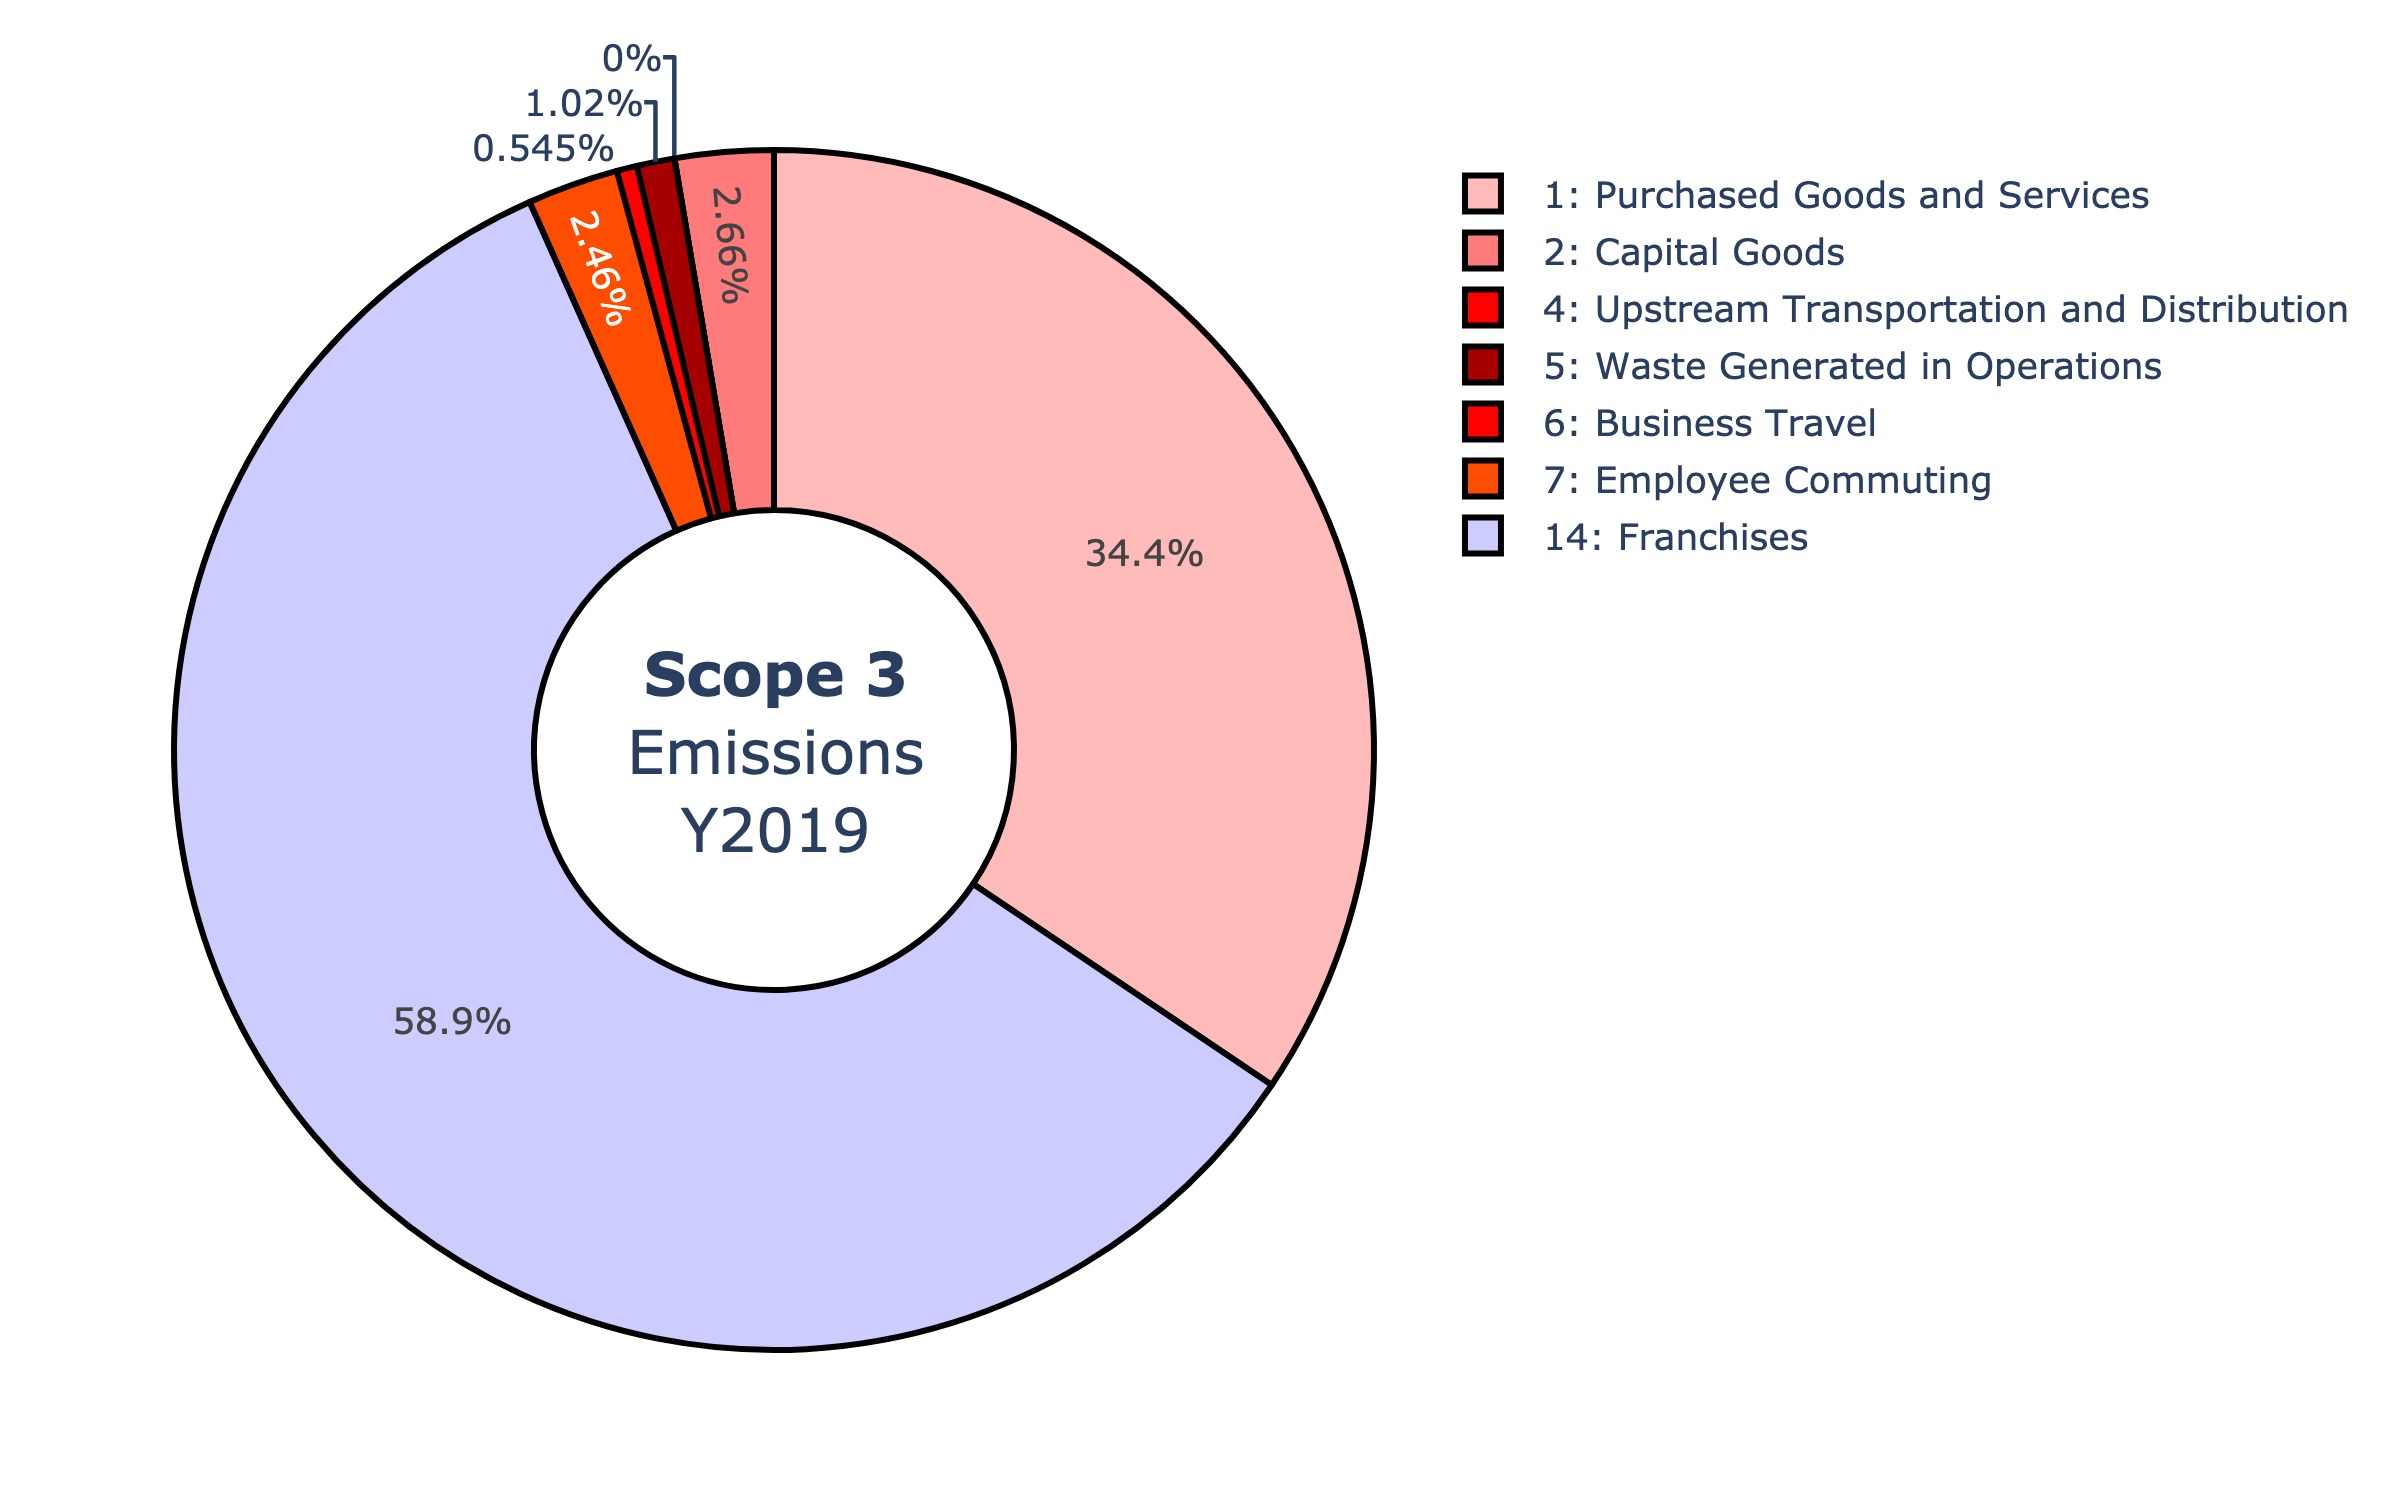 0%
1.02%
0.545%
2.46%
2.66%
34.4%
58.9%
Scope 3
Emissions
Y2019
1: Purchased Goods and Services
2: Capital Goods
4: Upstream Transportation and Distribution
5: Waste Generated in Operations
6: Business Travel
7: Employee Commuting
14: Franchises